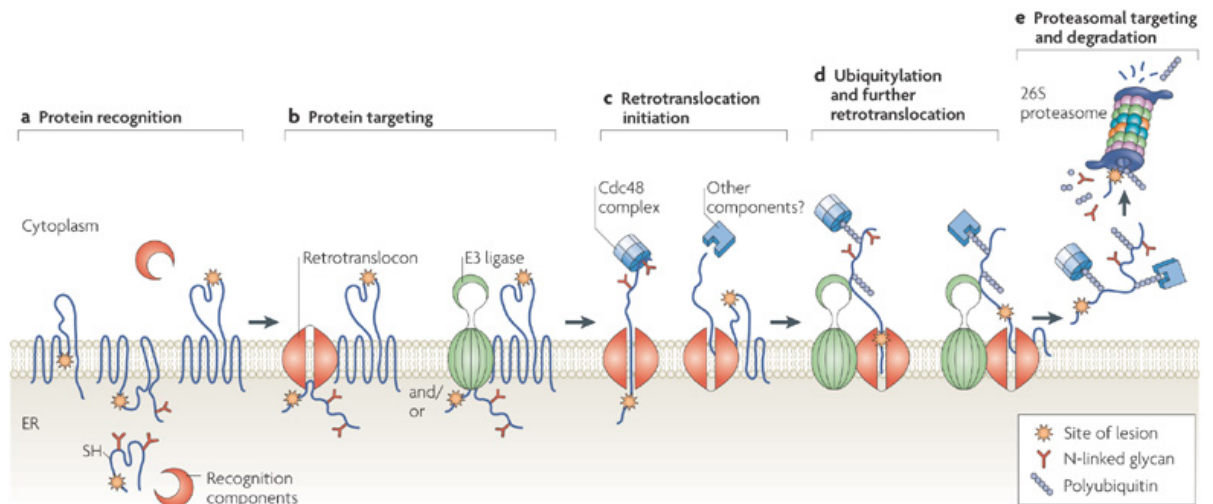 e Proteasomal targeting
and degradation
d Ubiquitylation
and further
retrotranslocation
c Retrotranslocation
initiation
a Protein recognition
b Protein targeting
26S
proteasome
Cdc48
complex
Other
components?
Cytoplasm
Retrotranslocon
E3 ligase
and/
or
ER
SH
Recognition
components
Site of lesion
N-linked glycan
Polyubiquitin